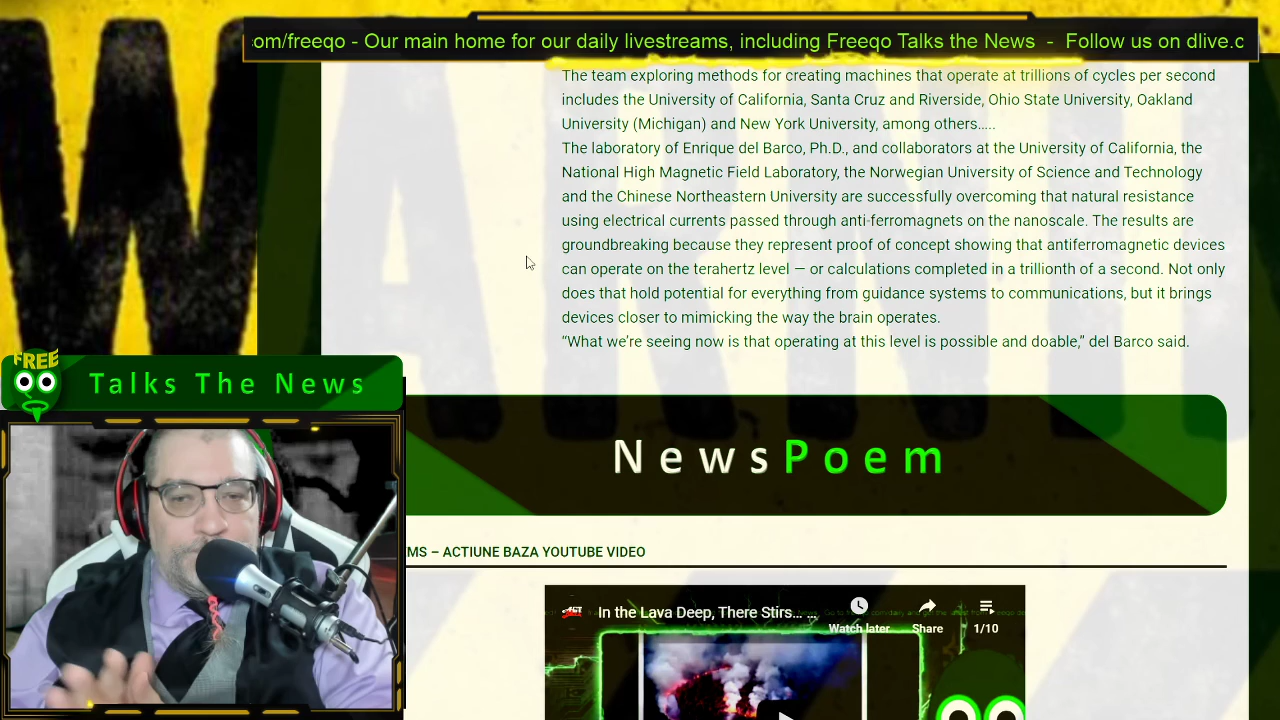 om/freeqo - Our main home for our daily livestreams, including Freeqo Talks the News - Follow us on dlive.c
The team exploring methods for creating machines that operate at trillions of cycles per second
includes the University of California, Santa Cruz and Riverside, Ohio State University, Oakland
University (Michigan) and New York University, among others.....
The laboratory of Enrique del Barco, Ph.D., and collaborators at the University of California, the
National High Magnetic Field Laboratory, the Norwegian University of Science and Technology
and the Chinese Northeastern University are successfully overcoming that natural resistance
using electrical currents passed through anti-ferromagnets on the nanoscale. The results are
groundbreaking because they represent proof of concept showing that antiferromagnetic devices
can operate on the terahertz level — or calculations completed in a trillionth of a second. Not only
does that hold potential for everything from guidance systems to communications, but it brings
devices closer to mimicking the way the brain operates.
“What we’re seeing now is that operating at this level is possible and doable,” del Barco said.
FREE
Talks The News
NewsPoem
MS – ACTIUNE BAZA YOUTUBE VIDEO
In the Lava Deep, There Stirs... ...
Watch later
Share
1/10